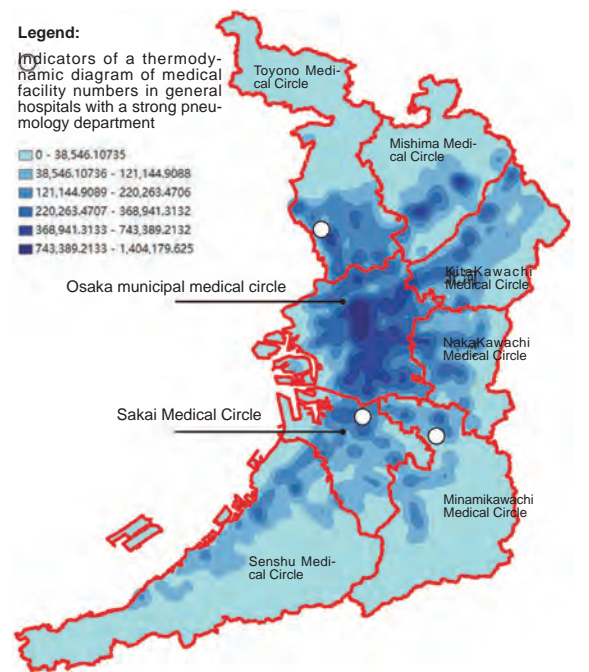 Legend:
Indicators of a thermody-
namic diagram of medical
facility numbers in general
hospitals with a strong pneu-
mology department
0 - 38,546.10735
38,546.10736 - 121,144.9088
121,144.9089 - 220,263.4706
220,263.4707 - 368,941.3132
368,941.3133 - 743,389.2132
743,389.2133 - 1,404,179.625
Toyono Medi-
cal Circle
Mishima Medi-
cal Circle
KitaKawachi
Medical Circle
Osaka municipal medical circle
NakaKawachi
Medical Circle
Sakai Medical Circle
Minamikawachi
Medical Circle
Senshu Medi-
cal Circle